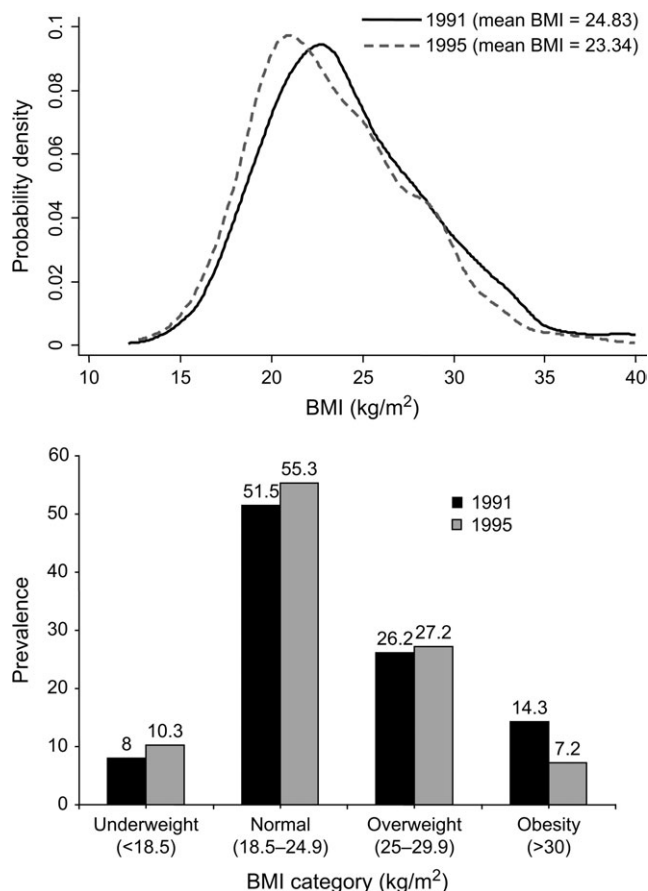 1991 (mean BMI = 24.83)
1995 (mean BMI = 23.34)
0.1
0.08
0.06
0.04
0.02
0
Probability density
10 15 20 25 30 35 40
BMI (kg/m²)
60
50
40
30
20
10
0
Prevalence
1991
1995
8 10.3
51.5 55.3
26.2 27.2
14.3 7.2
Underweight Normal Overweight Obesity
(<18.5) (18.5–24.9) (25–29.9) (>30)
BMI category (kg/m²)